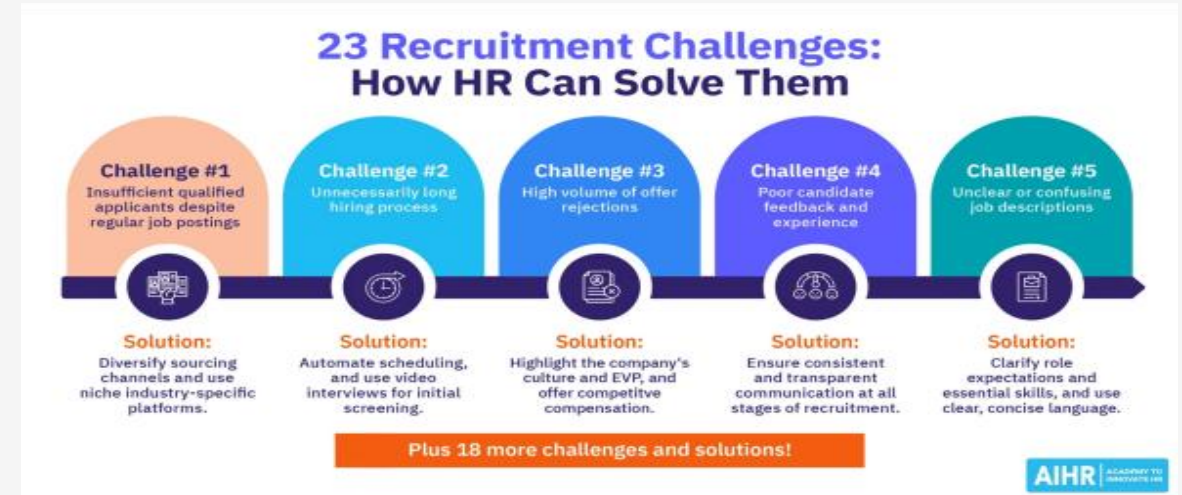 23 Recruitment Challenges:
How HR Can Solve Them
Challenge #1
Insufficient qualified
applicants despite
regular job postings
Challenge #2
Unnecessarily long
hiring process
Challenge #3
High volume of offer
rejections
Challenge #4
Poor candidate
feedback and
experience
Challenge #5
Unclear or confusing
job descriptions
Solution:
Diversify sourcing
channels and use
niche industry-specific
platforms.
Solution:
Automate scheduling,
and use video
interviews for initial
screening.
Solution:
Highlight the company's
culture and EVP, and
offer competitve
compensation.
Solution:
Ensure consistent
and transparent
communication at all
stages of recruitment.
Solution:
Clarify role
expectations and
essential skills, and use
clear, concise language.
Plus 18 more challenges and solutions!
AIHR
ACADEMY TO
INNOVATE HR